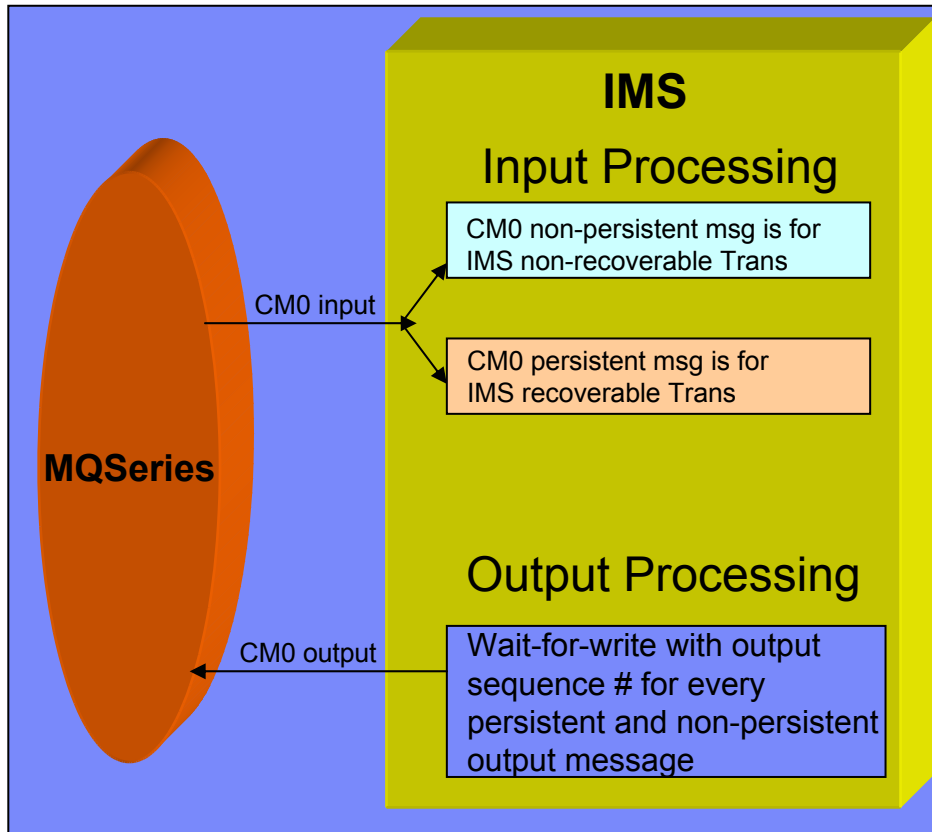 IMS
Input Processing
CM0 non-persistent msg is for
IMS non-recoverable Trans
CM0 input
CM0 persistent msg is for
IMS recoverable Trans
MQSeries
Output Processing
CM0 output
Wait-for-write with output
sequence # for every
persistent and non-persistent
output message